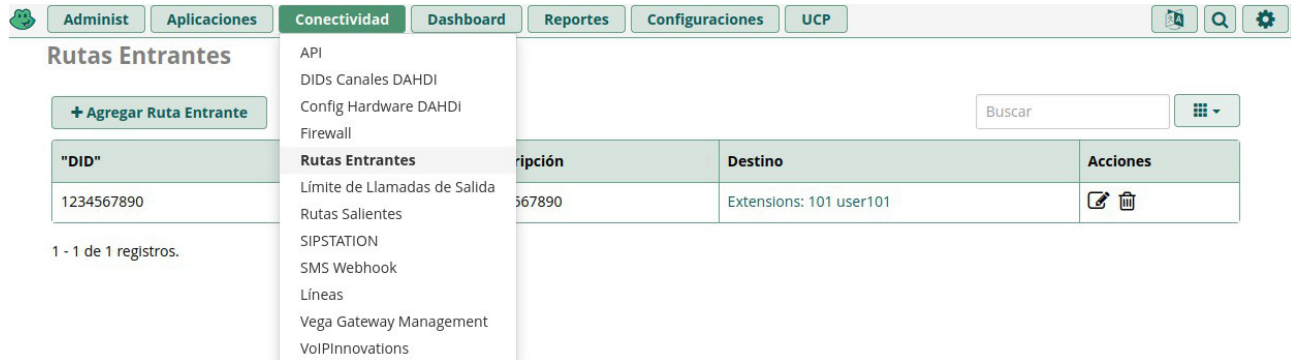 Administ Aplicaciones Conectividad Dashboard Reportes Configuraciones UCP
Rutas Entrantes
API
DIDs Canales DAHDI
Config Hardware DAHDi
Firewall
Rutas Entrantes
Límite de Llamadas de Salida
Rutas Salientes
SIPSTATION
SMS Webhook
Líneas
Vega Gateway Management
VoIPInnovations
+ Agregar Ruta Entrante
Buscar
"DID" ripción Destino Acciones
1234567890 567890 Extensions: 101 user101
1 - 1 de 1 registros.